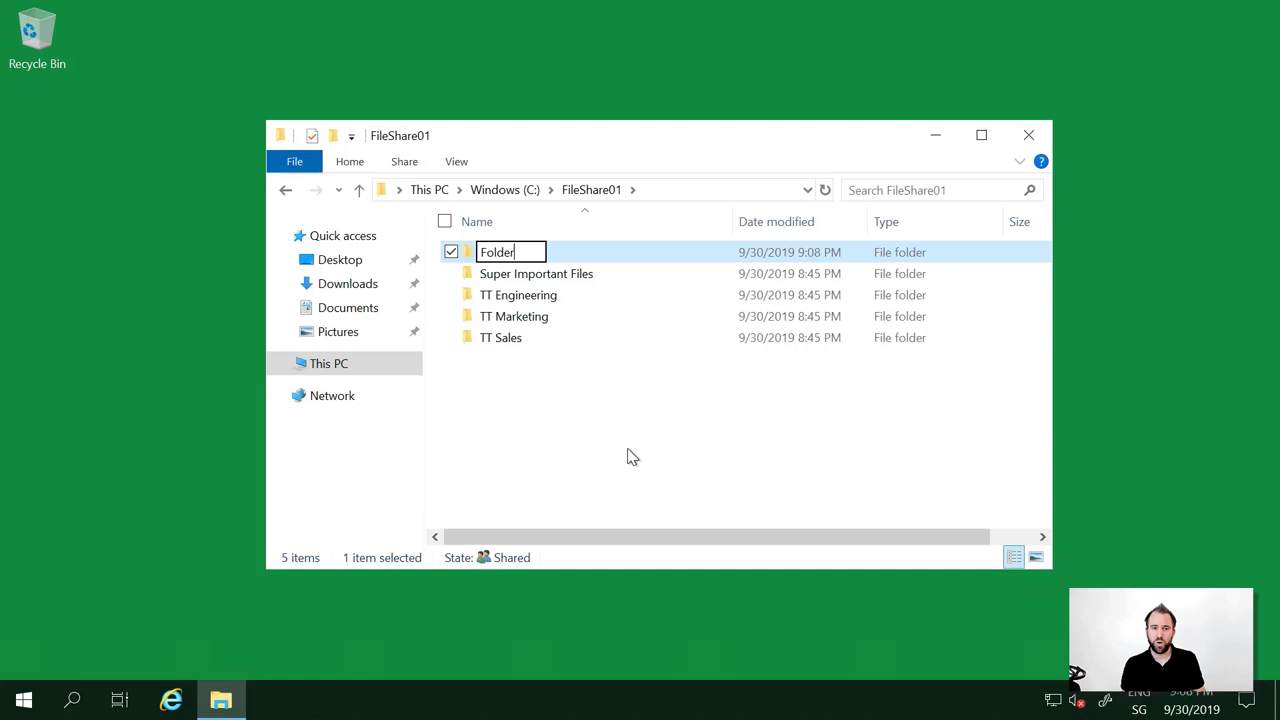 Recycle Bin
FileShare01
File
Home
Share
View
This PC
Windows (C:)
FileShare01
Search FileShare01
Name
Date modified
Type
Size
Quick access
Desktop
Downloads
Documents
Pictures
This PC
Network
Folder 9/30/2019 9:08 PM File folder
Super Important Files 9/30/2019 8:45 PM File folder
TT Engineering 9/30/2019 8:45 PM File folder
TT Marketing 9/30/2019 8:45 PM File folder
TT Sales 9/30/2019 8:45 PM File folder
5 items
1 item selected
State: Shared
ENG
SG
9:08 PM
9/30/2019